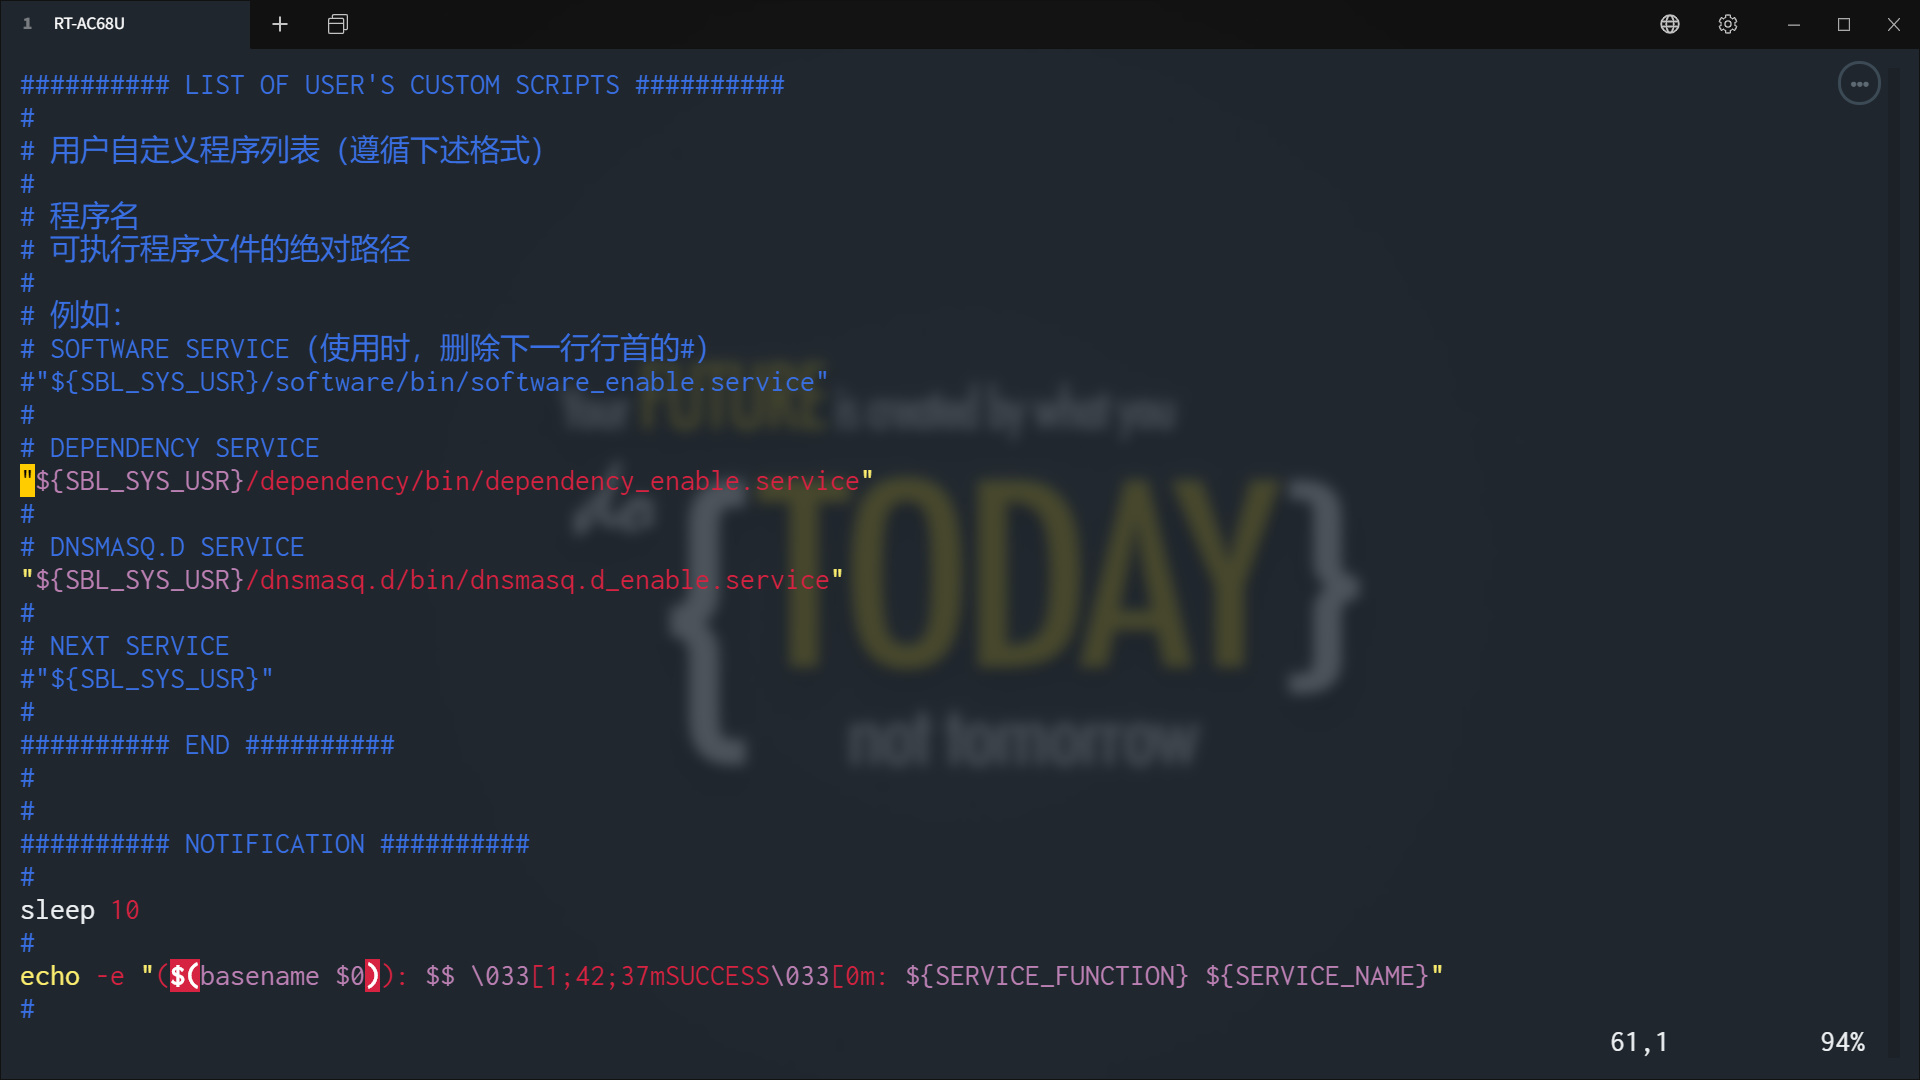 1 RT-AC68U
########## LIST OF USER'S CUSTOM SCRIPTS ##########
#
# 用户自定义程序列表（遵循下述格式）
#
# 程序名
# 可执行程序文件的绝对路径
#
# 例如：
# SOFTWARE SERVICE（使用时，删除下一行行首的#）
#"${SBL_SYS_USR}/software/bin/software_enable.service"
#
# DEPENDENCY SERVICE
"${SBL_SYS_USR}/dependency/bin/dependency_enable.service"
#
# DNSMASQ.D SERVICE
"${SBL_SYS_USR}/dnsmasq.d/bin/dnsmasq.d_enable.service"
#
# NEXT SERVICE
#"${SBL_SYS_USR}"
#
########## END ##########
#
#
########## NOTIFICATION ##########
#
sleep 10
#
echo -e "($(basename $0)): $$ \033[1;42;37mSUCCESS\033[0m: ${SERVICE_FUNCTION} ${SERVICE_NAME}"
#
61,1 94%
Your FUTURE is created by what you
do {TODAY}
not tomorrow